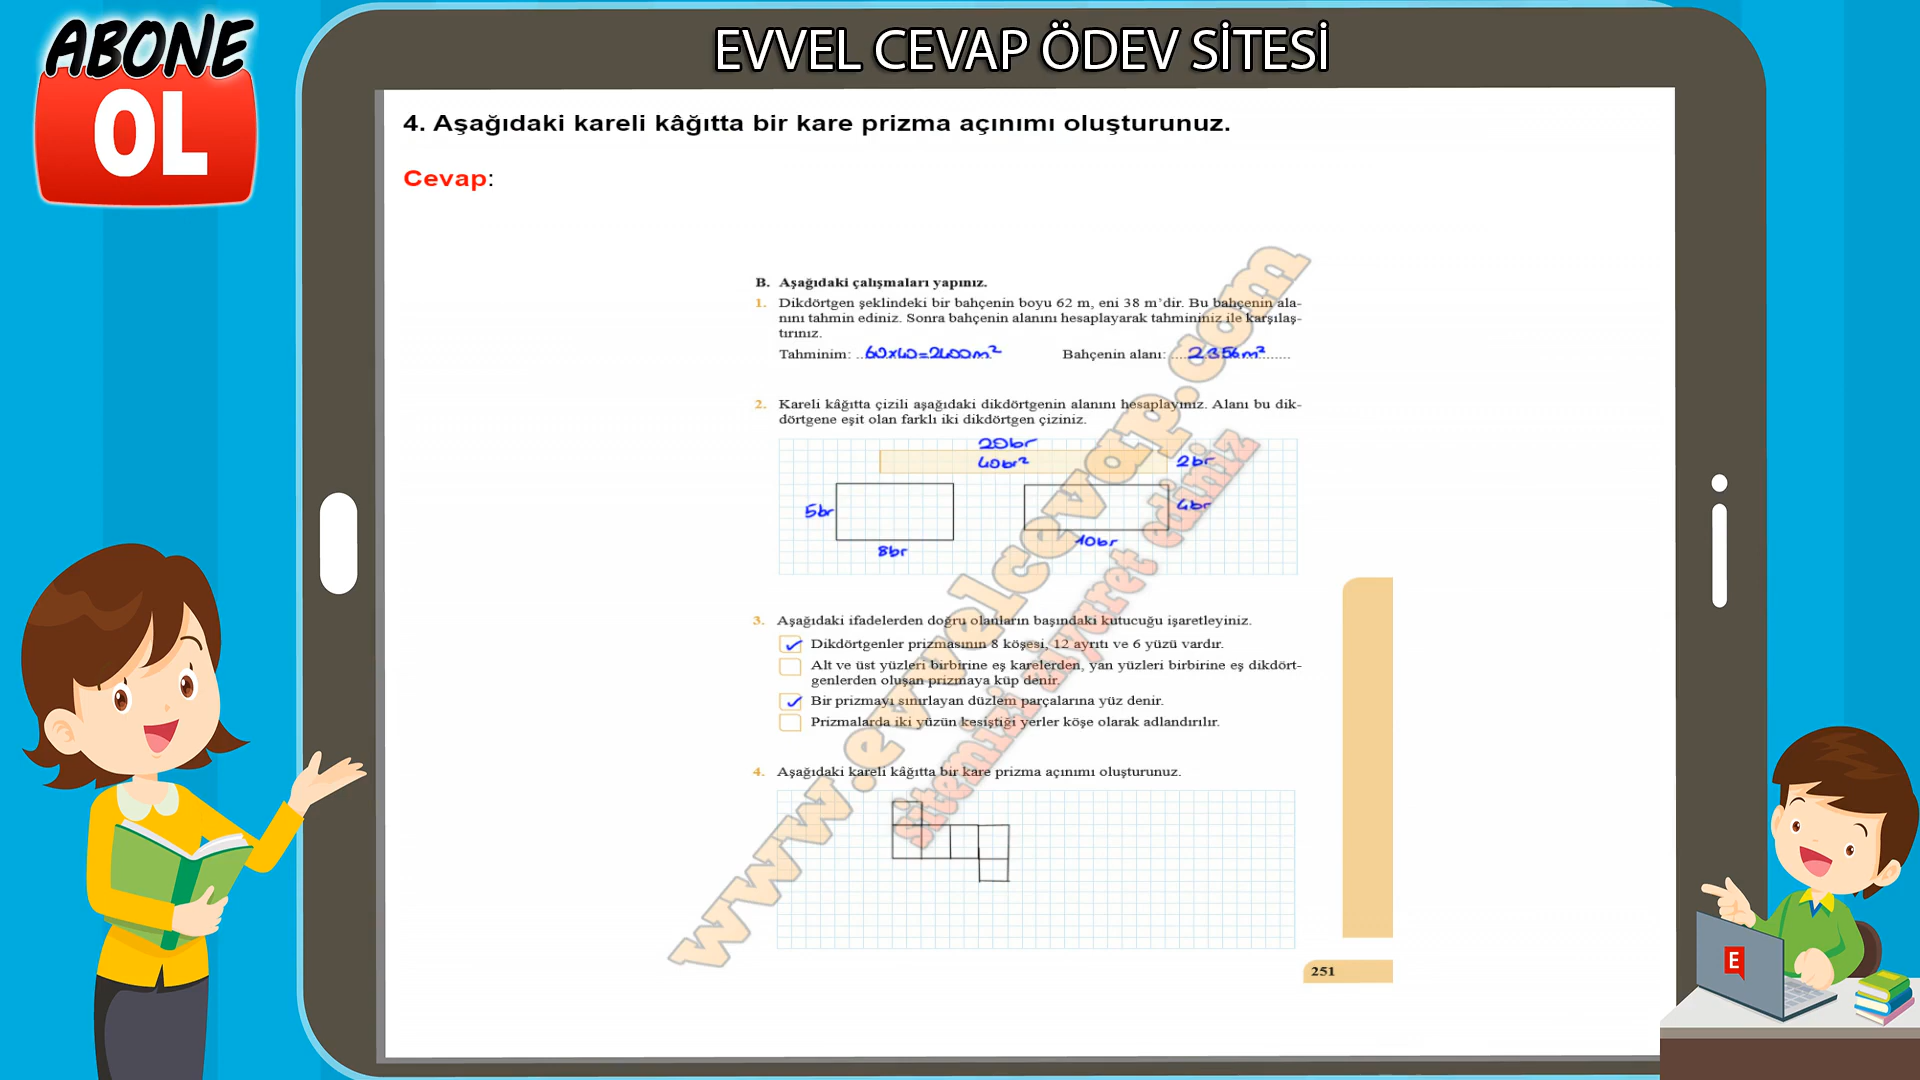 ABONE
OL
EVVEL CEVAP ÖDEV SİTESİ
4. Aşağıdaki kareli kâğıtta bir kare prizma açınımı oluşturunuz.
Cevap:
B. Aşağıdaki çalışmaları yapınız.
1. Dikdörtgen şeklindeki bir bahçenin boyu 62 m, eni 38 m'dir. Bu bahçenin ala-
nını tahmin ediniz. Sonra bahçenin alanını hesaplayarak tahmininiz ile karşılaş-
tırınız.
Tahminim: ..60x40=2400m² Bahçenin alanı: ....2356m²........
2. Kareli kâğıtta çizili aşağıdaki dikdörtgenin alanını hesaplayınız. Alanı bu dik-
dörtgene eşit olan farklı iki dikdörtgen çiziniz.
20br
40br² 2br
5br 4br
8br 10br
3. Aşağıdaki ifadelerden doğru olanların başındaki kutucuğu işaretleyiniz.
✓ Dikdörtgenler prizmasının 8 köşesi, 12 ayrıtı ve 6 yüzü vardır.
Alt ve üst yüzleri birbirine eş karelerden, yan yüzleri birbirine eş dikdört-
genlerden oluşan prizmaya küp denir.
✓ Bir prizmayı sınırlayan düzlem parçalarına yüz denir.
Prizmalarda iki yüzün kesiştiği yerler köşe olarak adlandırılır.
4. Aşağıdaki kareli kâğıtta bir kare prizma açınımı oluşturunuz.
251
www.evvelcevap.com
sitemizi ziyaret ediniz
E